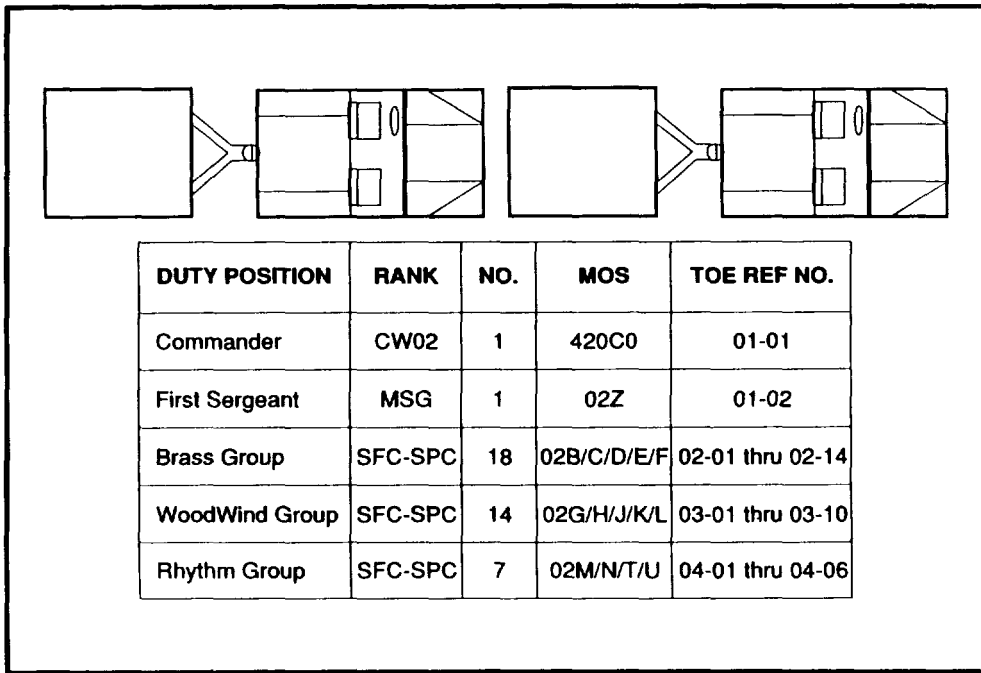 DUTY POSITION RANK NO. MOS TOE REF NO.
Commander CW02 1 420C0 01-01
First Sergeant MSG 1 02Z 01-02
Brass Group SFC-SPC 18 02B/C/D/E/F 02-01 thru 02-14
WoodWind Group SFC-SPC 14 02G/H/J/K/L 03-01 thru 03-10
Rhythm Group SFC-SPC 7 02M/N/T/U 04-01 thru 04-06